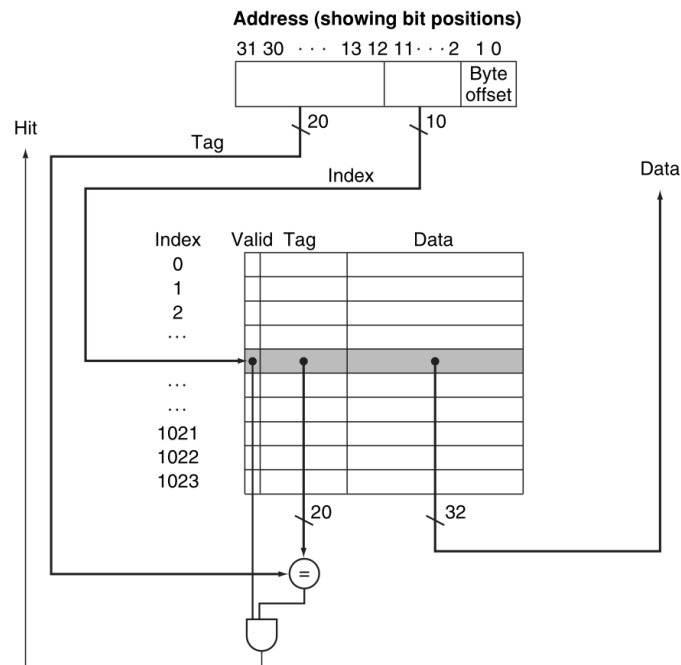 Address (showing bit positions)
31 30 · · · · 13 12 11 · · · 2 1 0
Byte
offset
20
10
Hit
Tag
Index
Data
Index Valid Tag Data
0
1
2
· · ·
· · ·
· · ·
1021
1022
1023
20
32
=